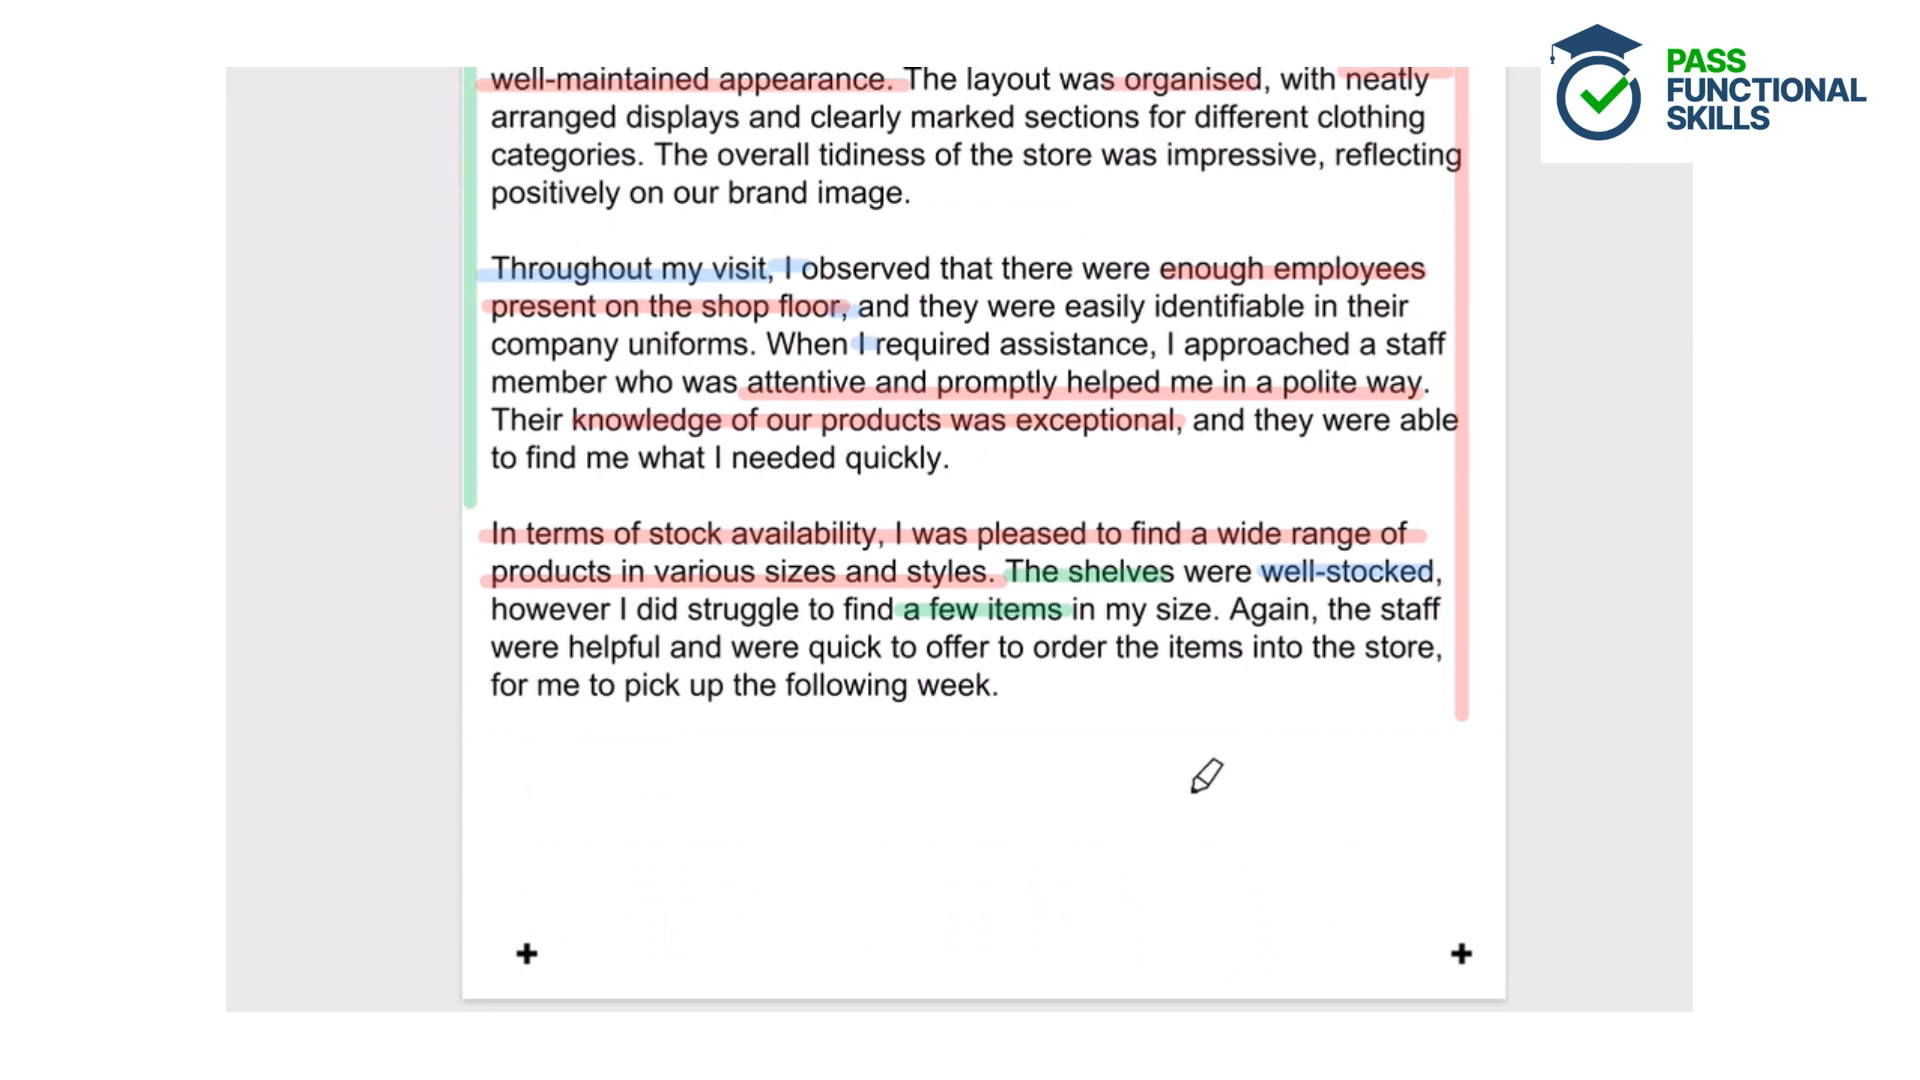 PASS
FUNCTIONAL
SKILLS
well-maintained appearance. The layout was organised, with neatly
arranged displays and clearly marked sections for different clothing
categories. The overall tidiness of the store was impressive, reflecting
positively on our brand image.
Throughout my visit, I observed that there were enough employees
present on the shop floor, and they were easily identifiable in their
company uniforms. When I required assistance, I approached a staff
member who was attentive and promptly helped me in a polite way.
Their knowledge of our products was exceptional, and they were able
to find me what I needed quickly.
In terms of stock availability, I was pleased to find a wide range of
products in various sizes and styles. The shelves were well-stocked,
however I did struggle to find a few items in my size. Again, the staff
were helpful and were quick to offer to order the items into the store,
for me to pick up the following week.